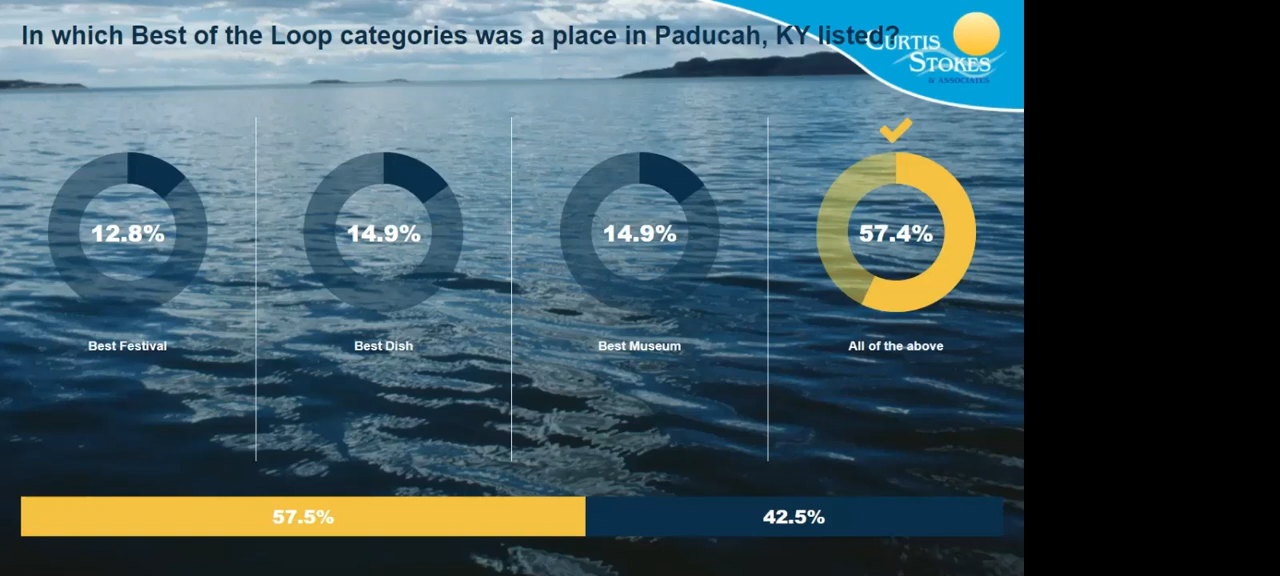 In which Best of the Loop categories was a place in Paducah, KY listed?
CURTIS
STOKES
& ASSOCIATES
12.8%
14.9%
14.9%
57.4%
Best Festival
Best Dish
Best Museum
All of the above
57.5%
42.5%